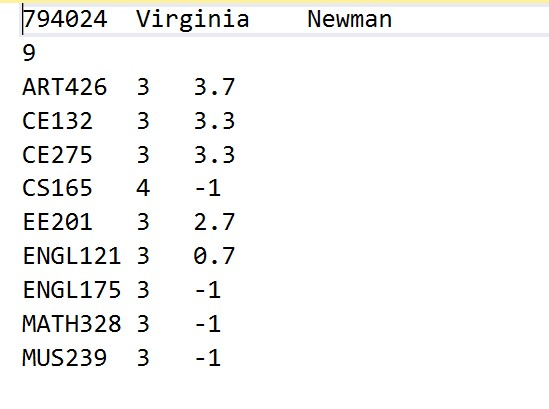 794024 Virginia Newman
9
ART426 3 3.7
CE132 3 3.3
CE275 3 3.3
CS165 4 -1
EE201 3 2.7
ENGL121 3 0.7
ENGL175 3 -1
MATH328 3 -1
MUS239 3 -1